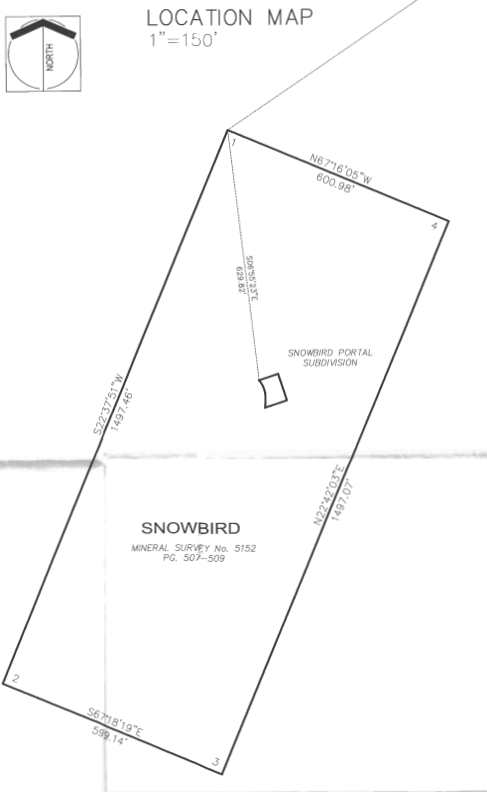 LOCATION MAP
1"=150'
NORTH
1
N67°16'05"W
600.98'
4
S06°55'23"E
629.82'
SNOWBIRD PORTAL
SUBDIVISION
S22°37'51"W
1497.46'
N22°42'03"E
1497.07'
SNOWBIRD
MINERAL SURVEY No. 5152
PG. 507-509
2
S67°18'19"E
599.14'
3